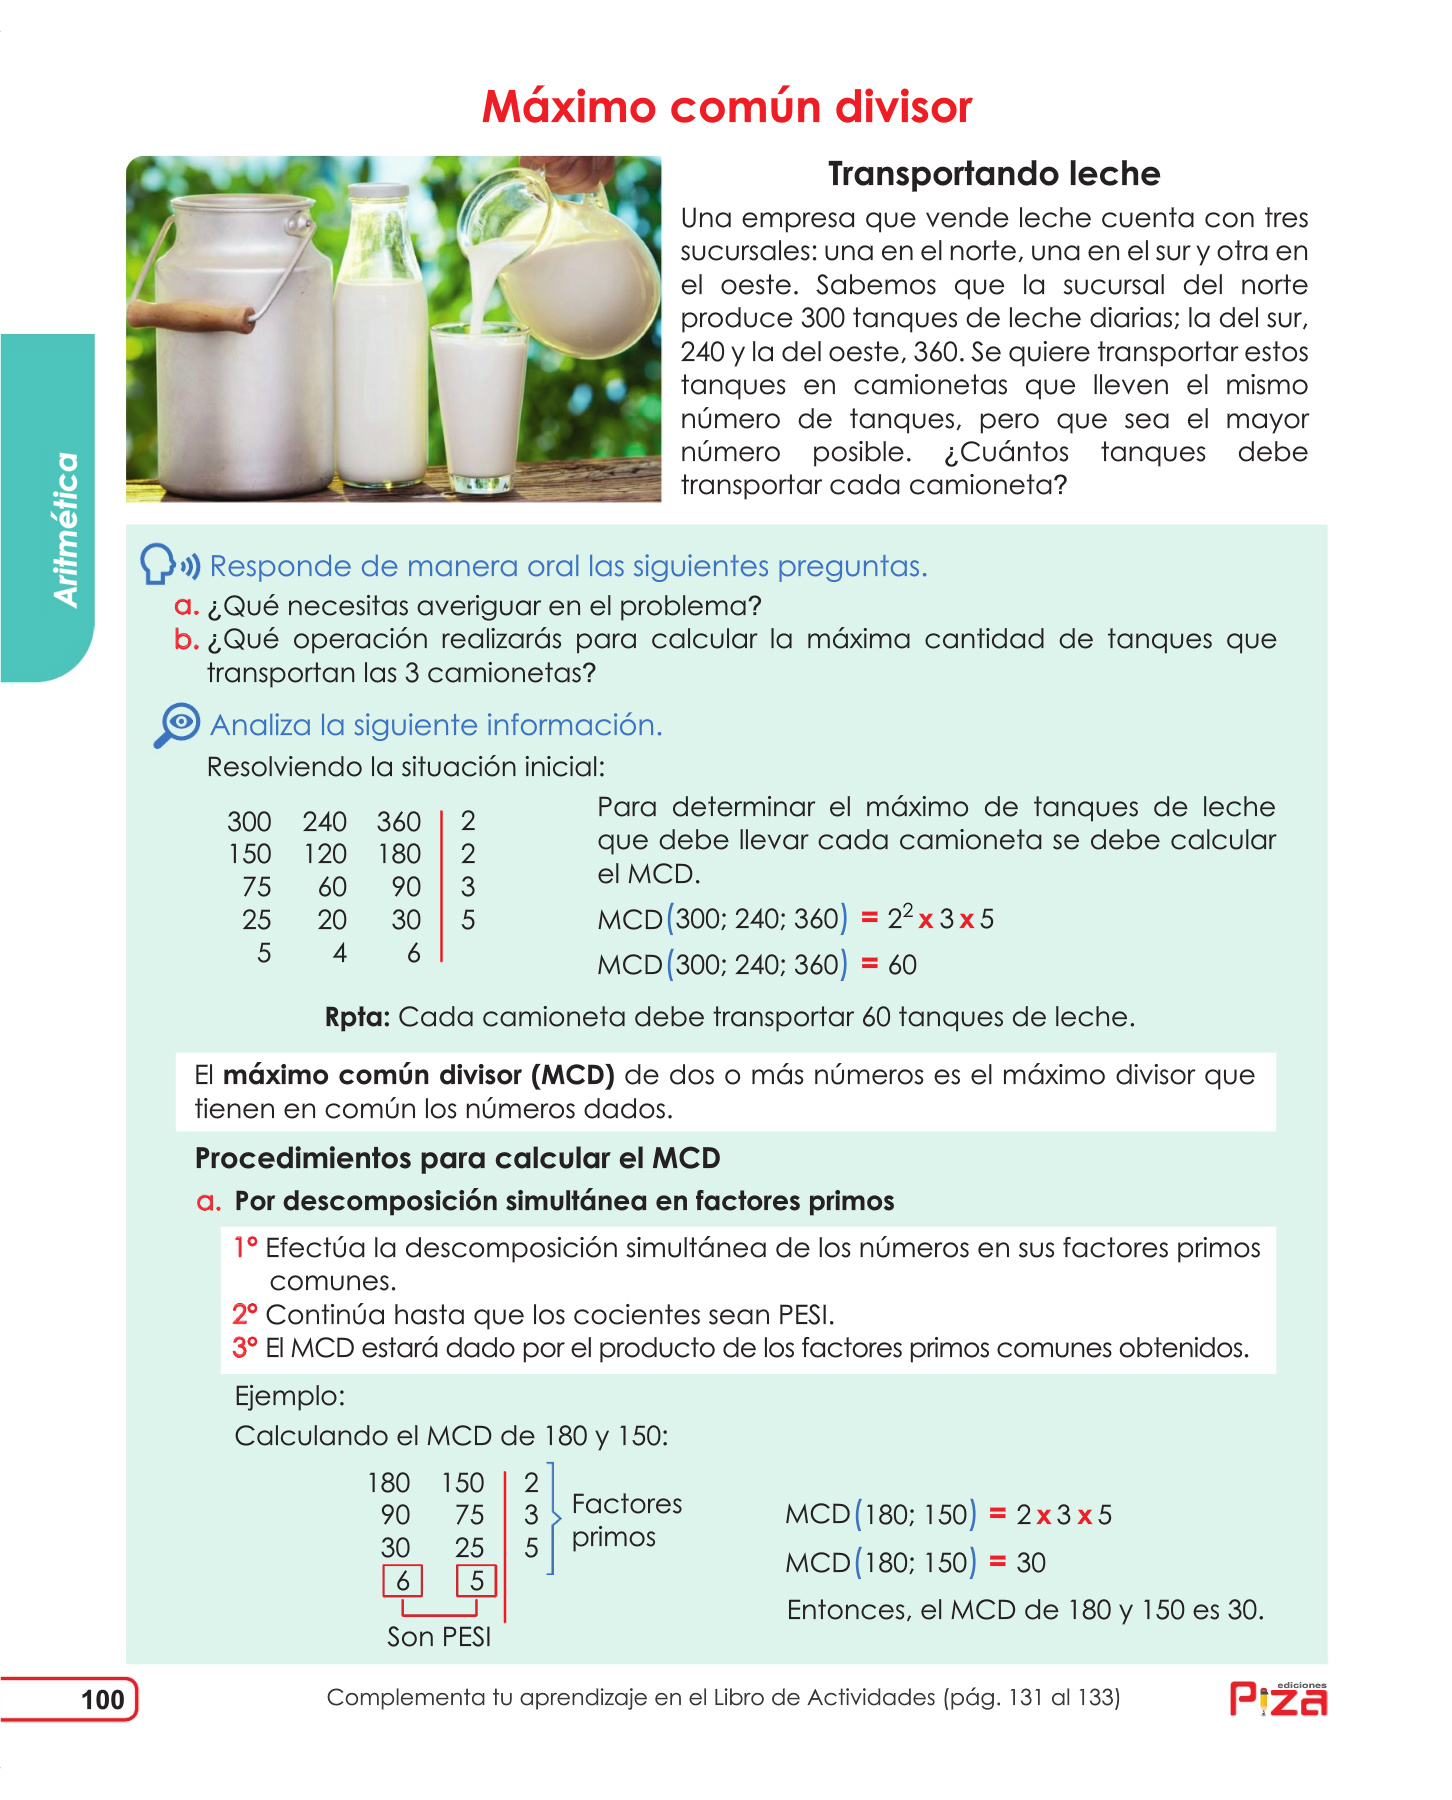 Máximo común divisor
Transportando leche
Una empresa que vende leche cuenta con tres
sucursales: una en el norte, una en el sur y otra en
el oeste. Sabemos que la sucursal del norte
produce 300 tanques de leche diarias; la del sur,
240 y la del oeste, 360. Se quiere transportar estos
tanques en camionetas que lleven el mismo
número de tanques, pero que sea el mayor
número posible. ¿Cuántos tanques debe
transportar cada camioneta?
Aritmética
Responde de manera oral las siguientes preguntas.
a. ¿Qué necesitas averiguar en el problema?
b. ¿Qué operación realizarás para calcular la máxima cantidad de tanques que
transportan las 3 camionetas?
Analiza la siguiente información.
Resolviendo la situación inicial:
300 240 360 2
150 120 180 2
75 60 90 3
25 20 30 5
5 4 6
Para determinar el máximo de tanques de leche
que debe llevar cada camioneta se debe calcular
el MCD.
MCD(300; 240; 360) = 2² x 3 x 5
MCD(300; 240; 360) = 60
Rpta: Cada camioneta debe transportar 60 tanques de leche.
El máximo común divisor (MCD) de dos o más números es el máximo divisor que
tienen en común los números dados.
Procedimientos para calcular el MCD
a. Por descomposición simultánea en factores primos
1° Efectúa la descomposición simultánea de los números en sus factores primos
comunes.
2° Continúa hasta que los cocientes sean PESI.
3° El MCD estará dado por el producto de los factores primos comunes obtenidos.
Ejemplo:
Calculando el MCD de 180 y 150:
180 150 2
90 75 3
30 25 5
6 5
Son PESI
Factores
primos
MCD(180; 150) = 2 x 3 x 5
MCD(180; 150) = 30
Entonces, el MCD de 180 y 150 es 30.
100
Complementa tu aprendizaje en el Libro de Actividades (pág. 131 al 133)
ediciones
Piza